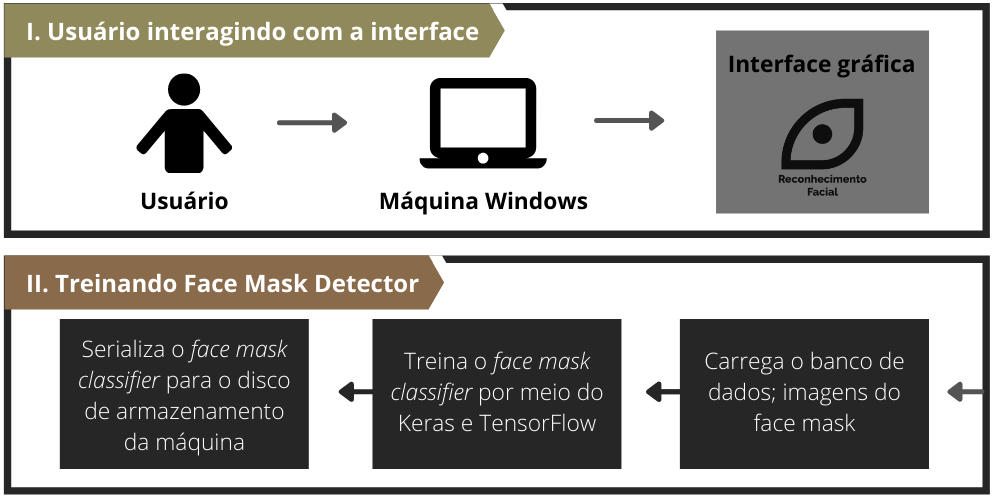 I. Usuário interagindo com a interface
Interface gráfica
Reconhecimento
Facial
Usuário
Máquina Windows
II. Treinando Face Mask Detector
Serializa o face mask
classifier para o disco
de armazenamento
da máquina
Treina o face mask
classifier por meio do
Keras e TensorFlow
Carrega o banco de
dados; imagens do
face mask